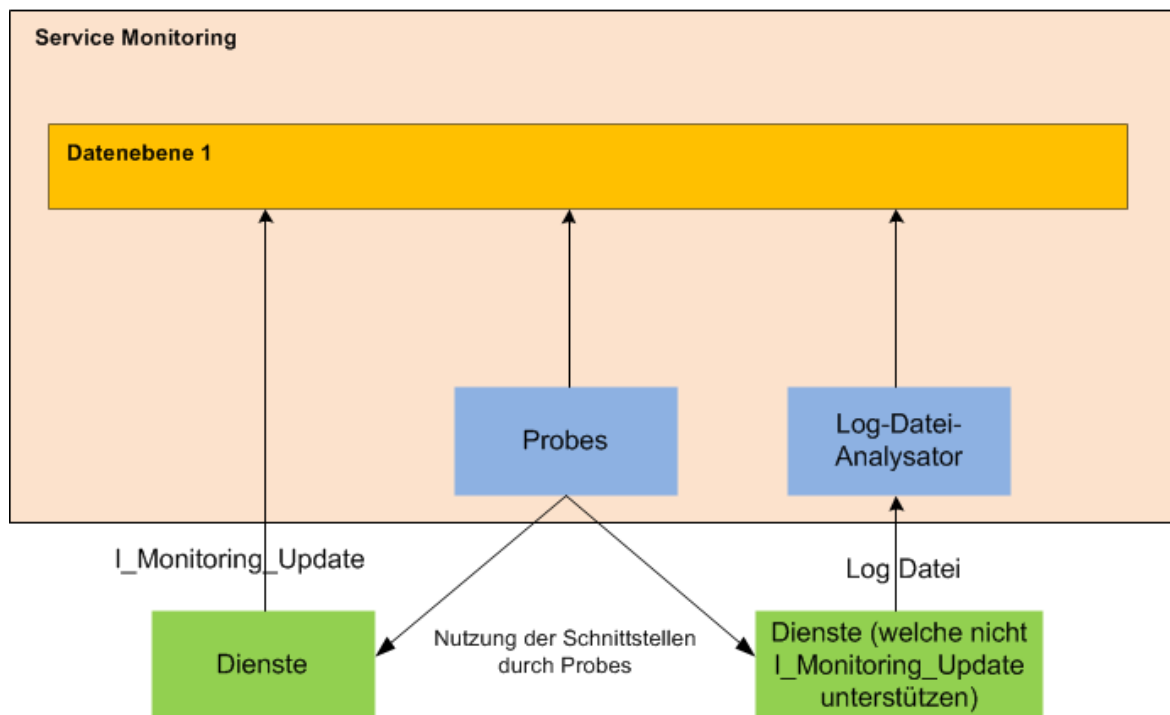 Service Monitoring
Datenebene 1
Probes
Log-Datei-
Analysator
I_Monitoring_Update
Log Datei
Dienste
Nutzung der Schnittstellen
durch Probes
Dienste (welche nicht
I_Monitoring_Update
unterstützen)